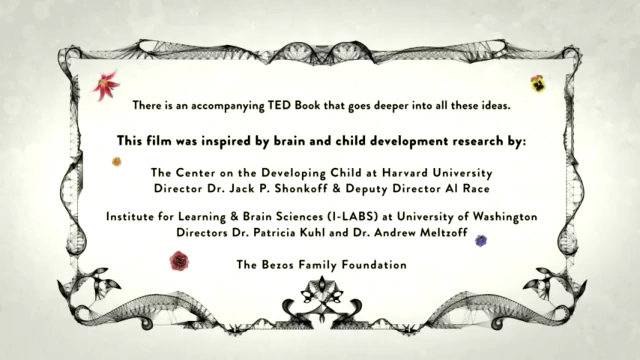 There is an accompanying TED Book that goes deeper into all these ideas.
This film was inspired by brain and child development research by:
The Center on the Developing Child at Harvard University
Director Dr. Jack P. Shonkoff & Deputy Director Al Race
Institute for Learning & Brain Sciences (I-LABS) at University of Washington
Directors Dr. Patricia Kuhl and Dr. Andrew Meltzoff
The Bezos Family Foundation